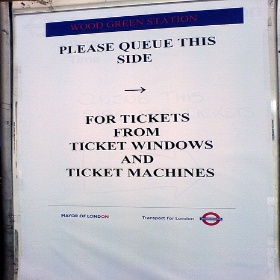 WOOD GREEN STATION
PLEASE QUEUE THIS
SIDE
→
FOR TICKETS
FROM
TICKET WINDOWS
AND
TICKET MACHINES
MAYOR OF LONDON
Transport for London